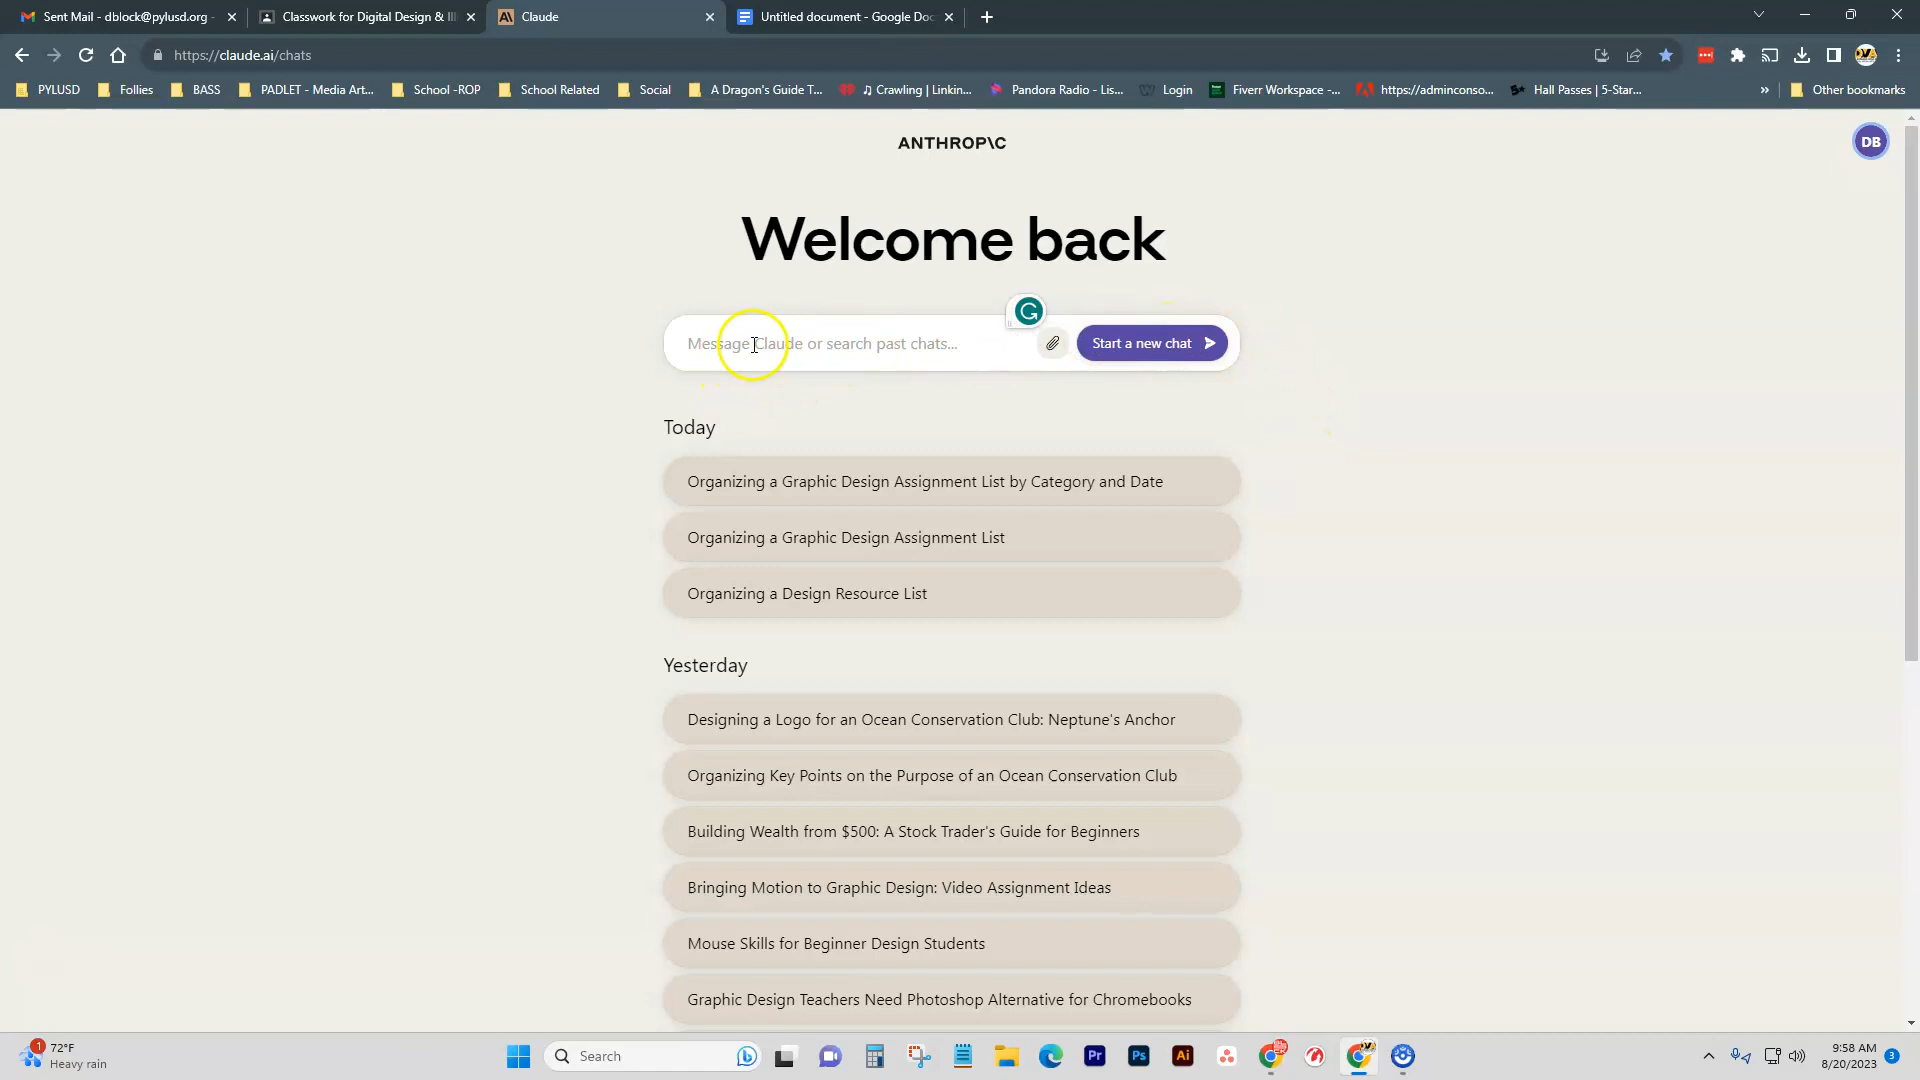 Sent Mail - dblock@pylusd.org -
Classwork for Digital Design & Ill
Claude
Untitled document - Google Doc
https://claude.ai/chats
PYLUSD
Follies
BASS
PADLET - Media Art...
School -ROP
School Related
Social
A Dragon's Guide T...
♫ Crawling | Linkin...
Pandora Radio - Lis...
Login
Fiverr Workspace -...
https://adminconso...
Hall Passes | 5-Star...
»
Other bookmarks
ANTHROP\C
DB
Welcome back
Message Claude or search past chats...
Start a new chat
Today
Organizing a Graphic Design Assignment List by Category and Date
Organizing a Graphic Design Assignment List
Organizing a Design Resource List
Yesterday
Designing a Logo for an Ocean Conservation Club: Neptune's Anchor
Organizing Key Points on the Purpose of an Ocean Conservation Club
Building Wealth from $500: A Stock Trader's Guide for Beginners
Bringing Motion to Graphic Design: Video Assignment Ideas
Mouse Skills for Beginner Design Students
Graphic Design Teachers Need Photoshop Alternative for Chromebooks
1
72°F
Heavy rain
Search
Pr
Ps
Ai
9:58 AM
8/20/2023
3